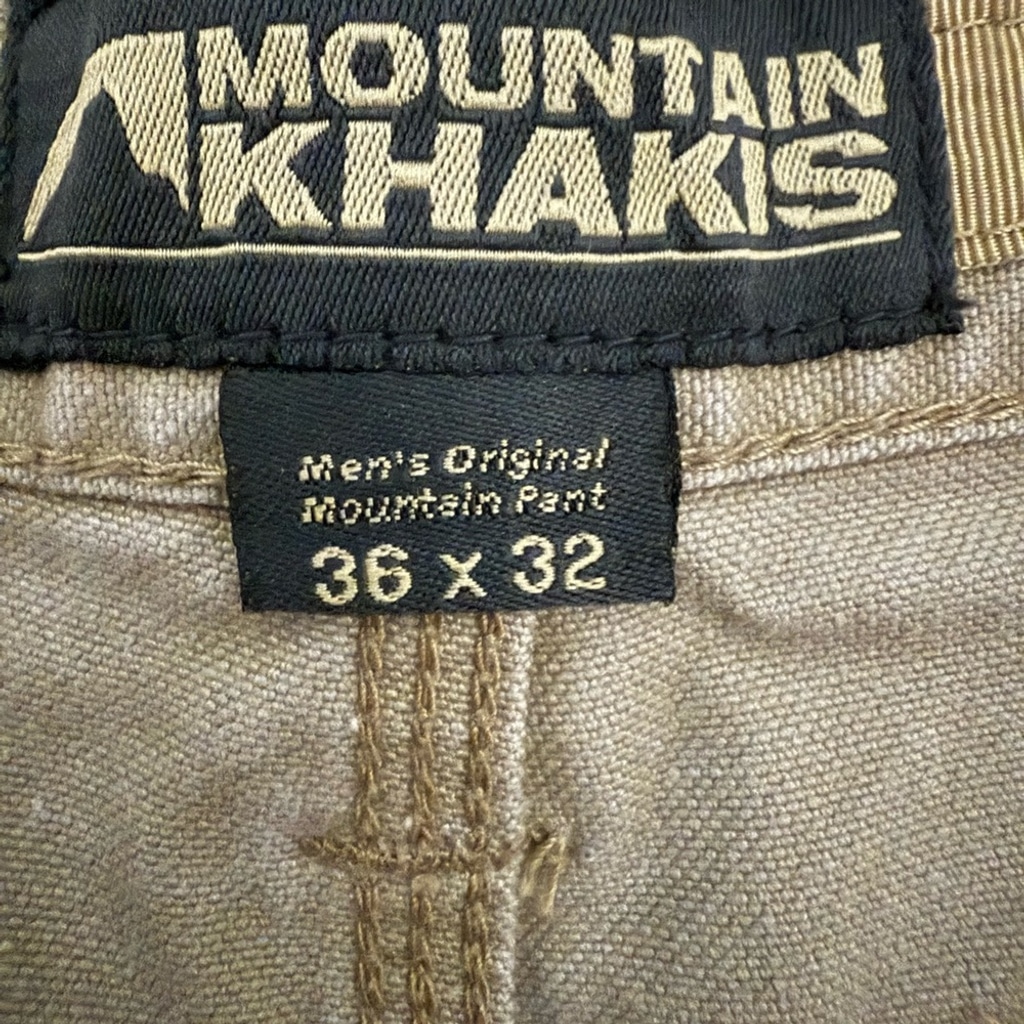 MOUNTAIN
KHAKIS
Men's Original
Mountain Pant
36 x 32